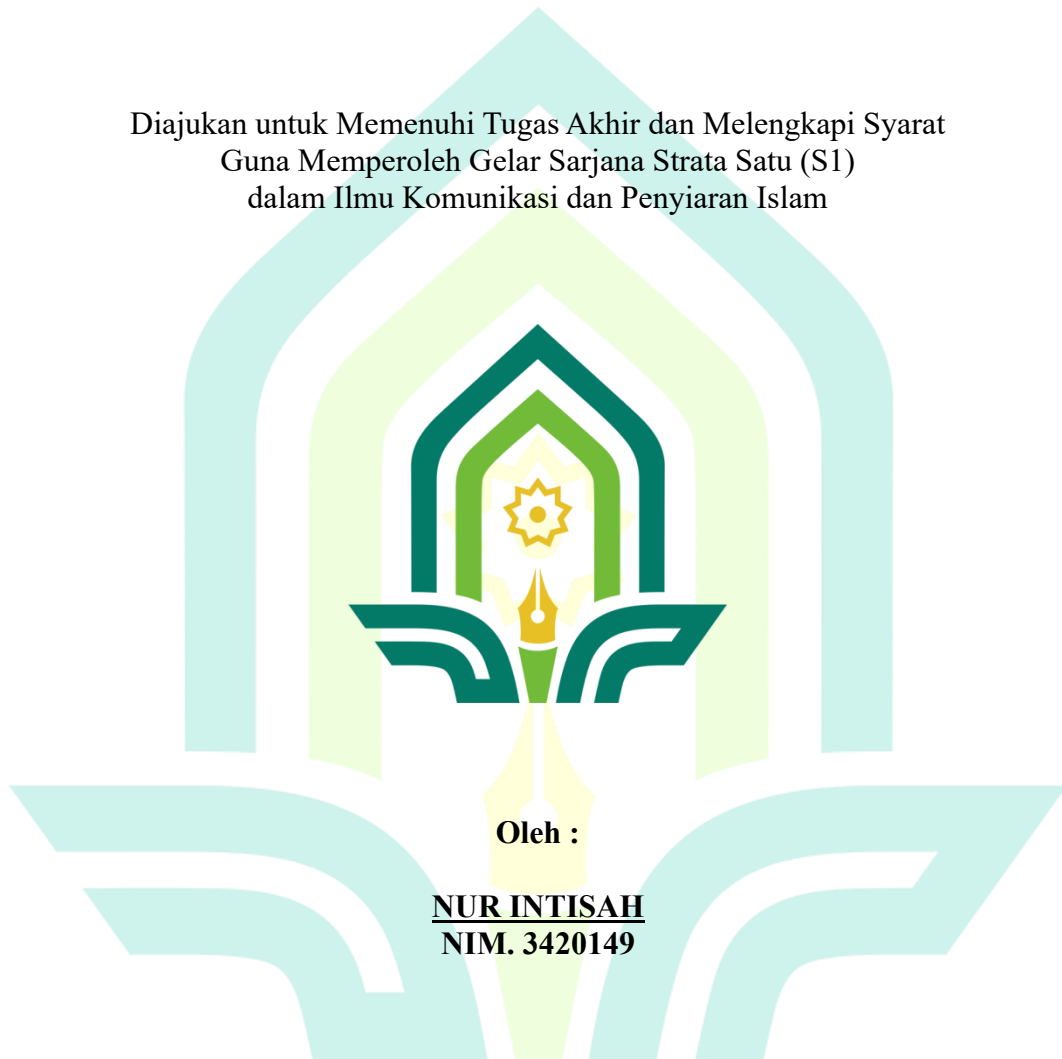 Diajukan untuk Memenuhi Tugas Akhir dan Melengkapi Syarat
Guna Memperoleh Gelar Sarjana Strata Satu (S1)
dalam Ilmu Komunikasi dan Penyiaran Islam
Oleh :
NUR INTISAH
NIM. 3420149